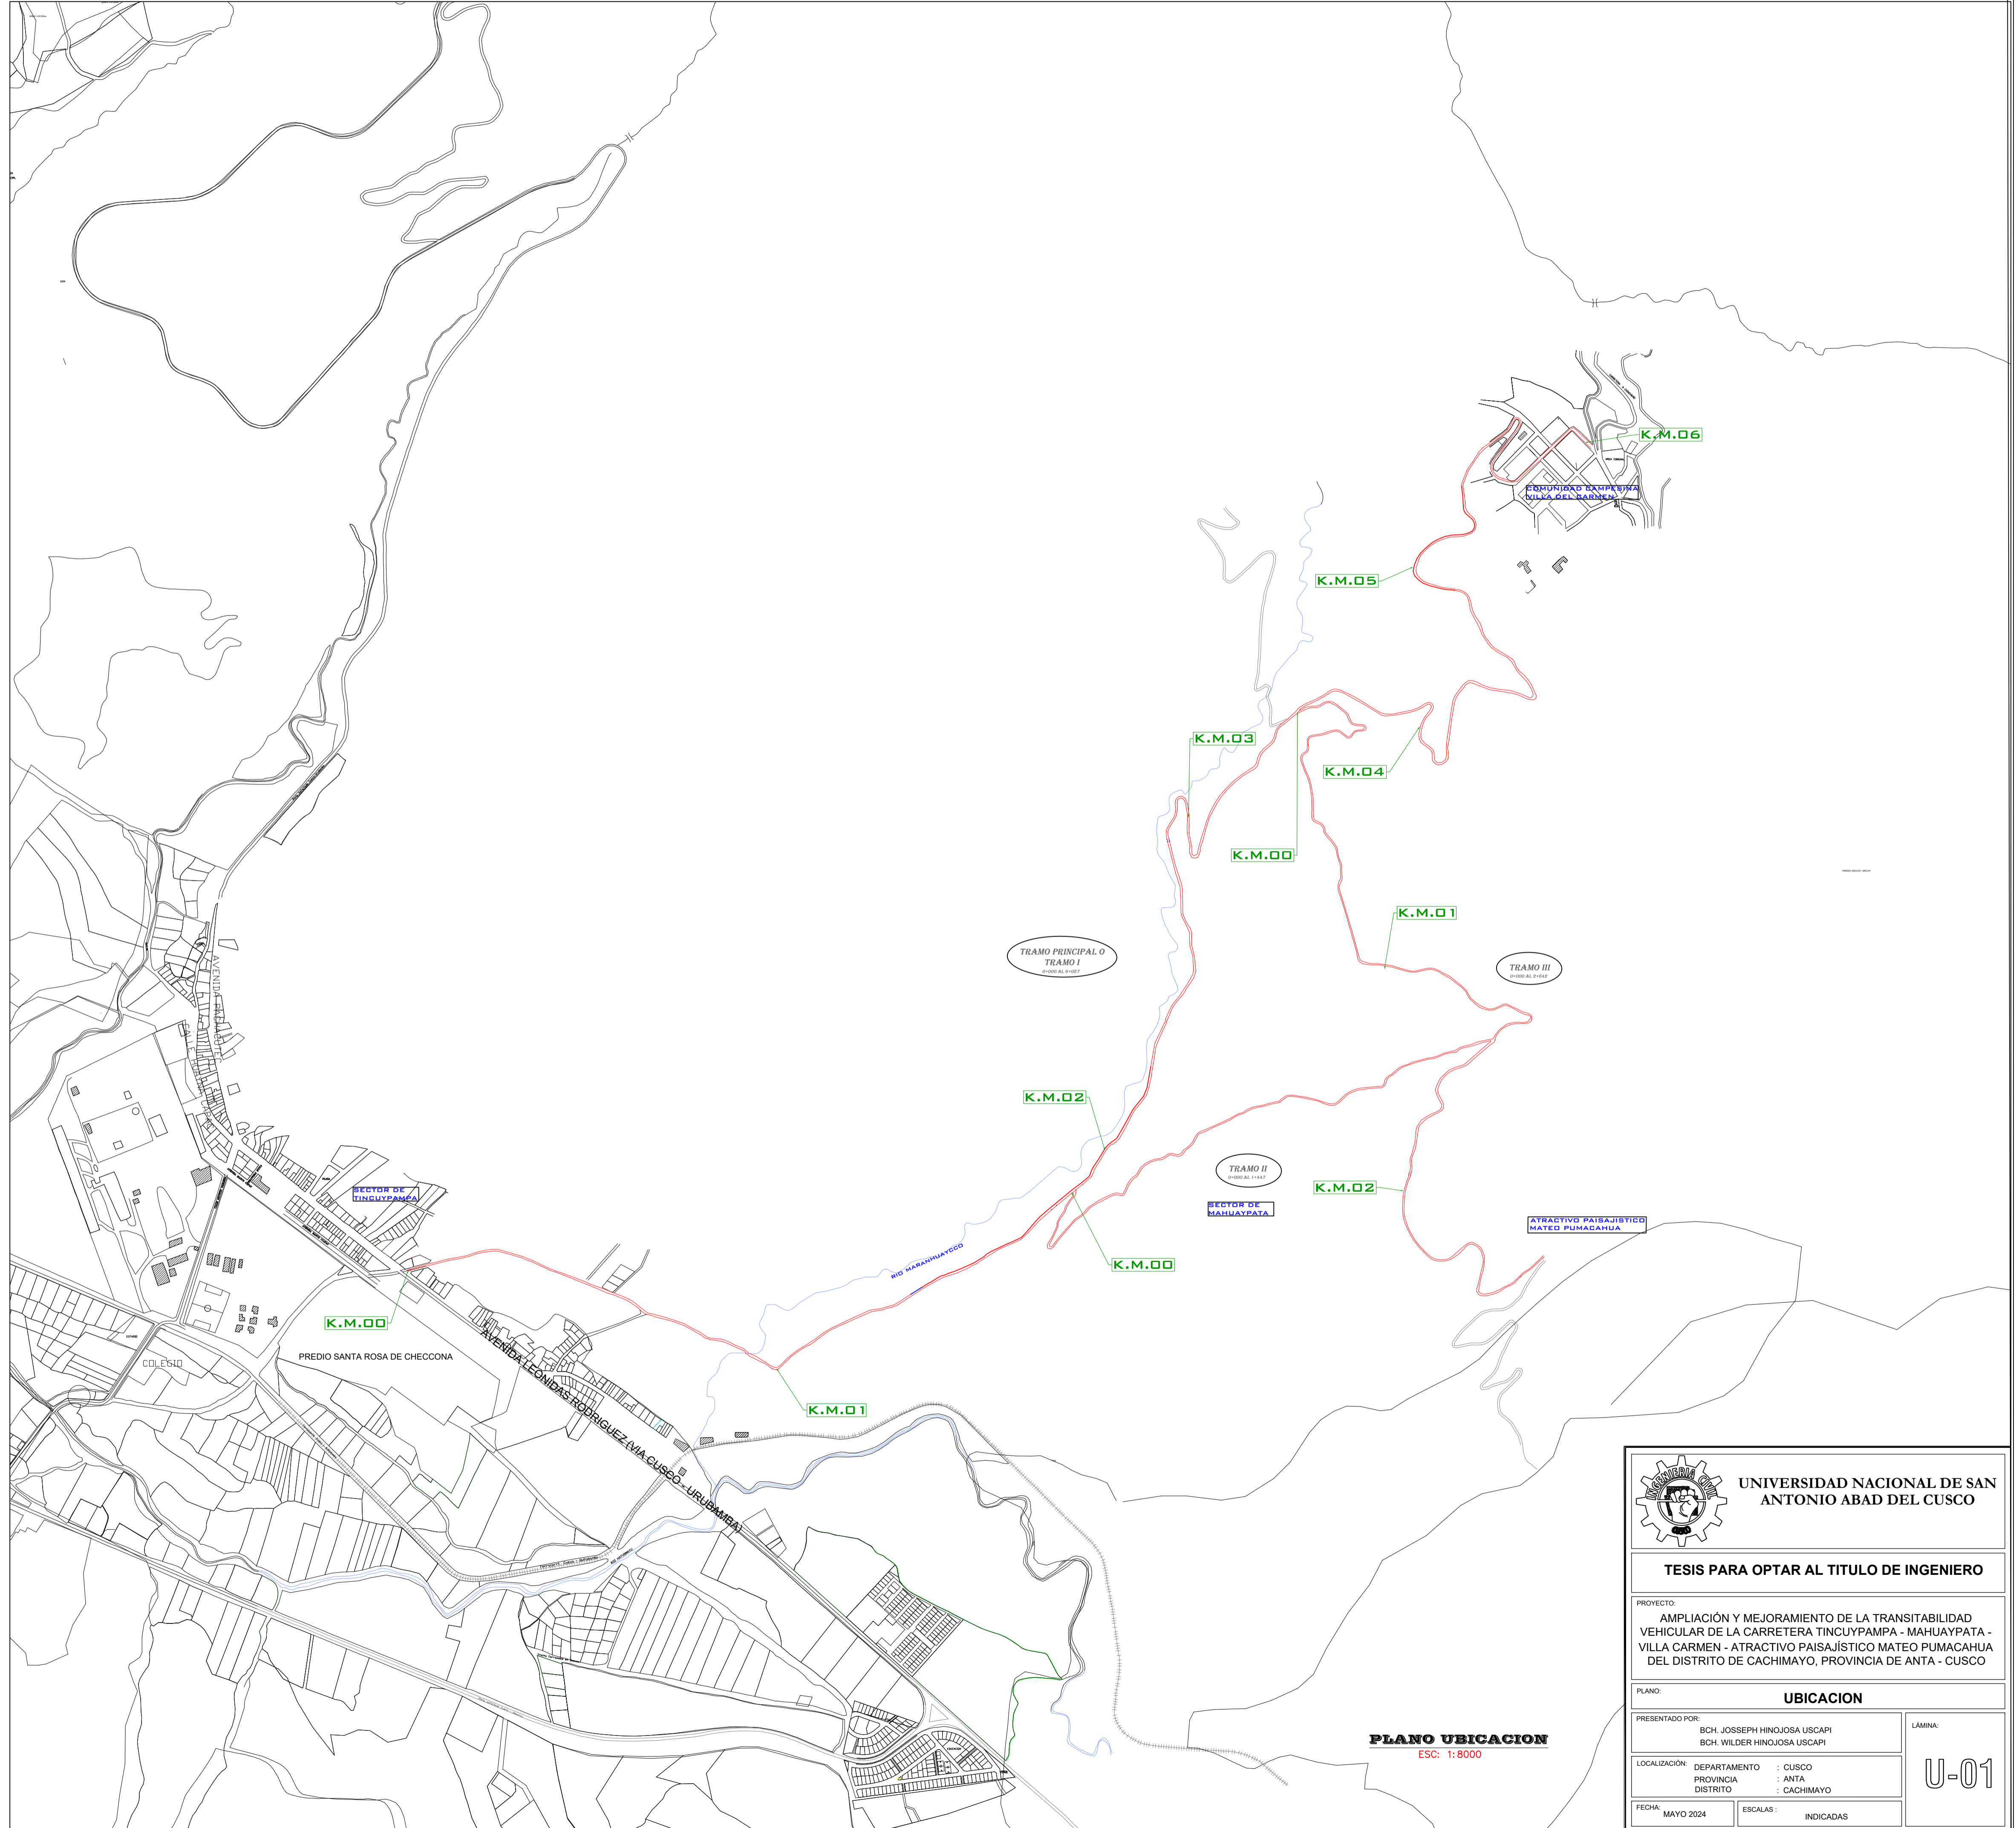 K.M.06
COMUNIDAD CAMPESINA
VILLA DEL CARMEN
K.M.05
K.M.03
K.M.04
K.M.00
K.M.01
TRAMO PRINCIPAL O
TRAMO I
TRAMO III
AVENIDA PACHACUTEC
K.M.02
TRAMO II
SECTOR DE
TINCUYPAMPA
K.M.02
SECTOR DE
MAHUAYPATA
ATRACTIVO PAISAJISTICO
MATEO PUMACAHUA
RIO MARANHUAYCCO
K.M.00
K.M.00
PREDIO SANTA ROSA DE CHECCONA
COLEGIO
AVENIDA LEONIDAS RODRIGUEZ (VIA CUSCO - URUBAMBA)
K.M.01
PLANO UBICACION
ESC: 1:8000
INGENIERIA CIVIL
UNIVERSIDAD NACIONAL DE SAN
ANTONIO ABAD DEL CUSCO
TESIS PARA OPTAR AL TITULO DE INGENIERO
PROYECTO:
AMPLIACIÓN Y MEJORAMIENTO DE LA TRANSITABILIDAD
VEHICULAR DE LA CARRETERA TINCUYPAMPA - MAHUAYPATA -
VILLA CARMEN - ATRACTIVO PAISAJÍSTICO MATEO PUMACAHUA
DEL DISTRITO DE CACHIMAYO, PROVINCIA DE ANTA - CUSCO
PLANO:
UBICACION
PRESENTADO POR:
BCH. JOSSEPH HINOJOSA USCAPI
BCH. WILDER HINOJOSA USCAPI
LÁMINA:
U-01
LOCALIZACIÓN:
DEPARTAMENTO : CUSCO
PROVINCIA : ANTA
DISTRITO : CACHIMAYO
FECHA:
MAYO 2024
ESCALAS :
INDICADAS